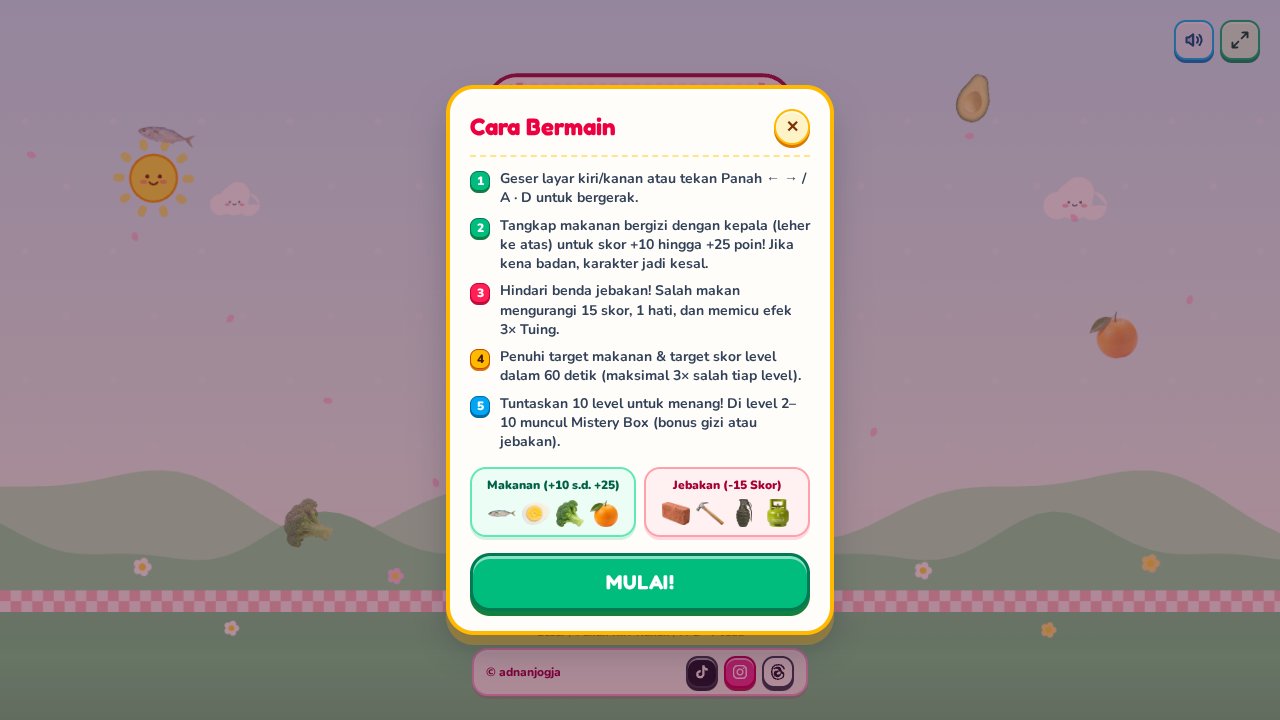 Cara Bermain
1 Geser layar kiri/kanan atau tekan Panah ← → /
A · D untuk bergerak.
2 Tangkap makanan bergizi dengan kepala (leher
ke atas) untuk skor +10 hingga +25 poin! Jika
kena badan, karakter jadi kesal.
3 Hindari benda jebakan! Salah makan
mengurangi 15 skor, 1 hati, dan memicu efek
3× Tuing.
4 Penuhi target makanan & target skor level
dalam 60 detik (maksimal 3× salah tiap level).
5 Tuntaskan 10 level untuk menang! Di level 2–
10 muncul Mistery Box (bonus gizi atau
jebakan).
Makanan (+10 s.d. +25)
Jebakan (-15 Skor)
MULAI!
© adnanjogja